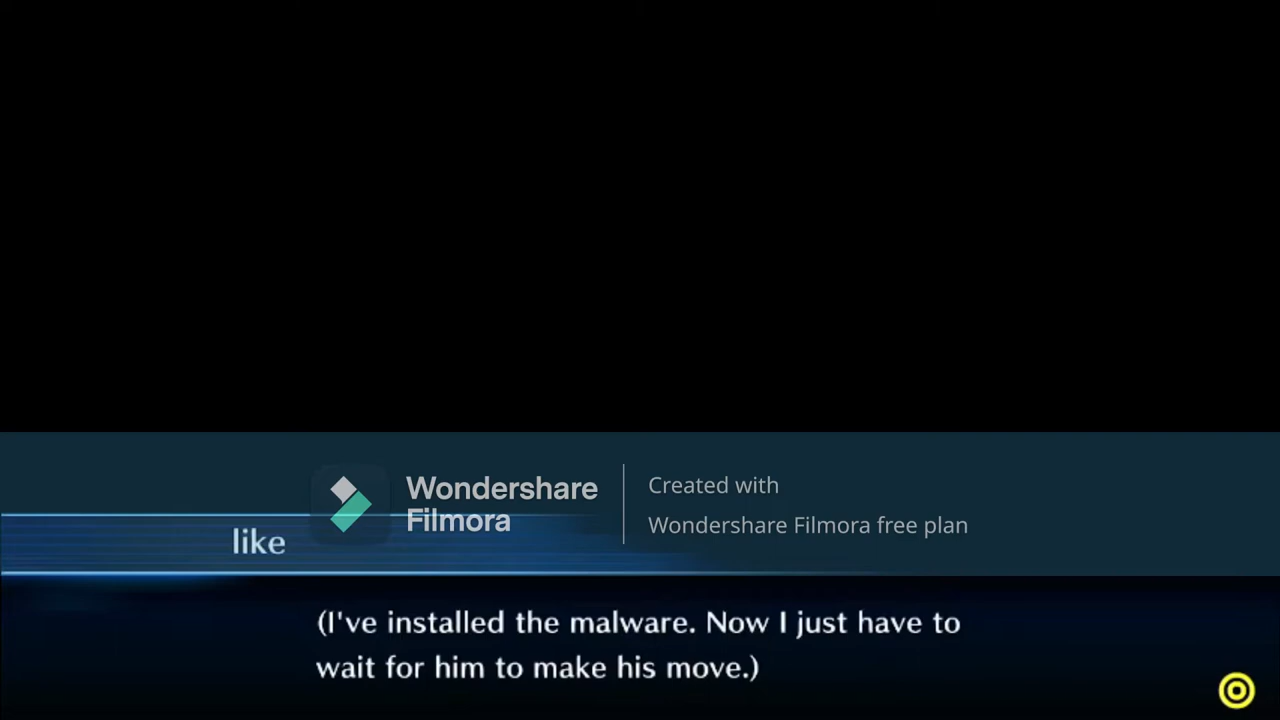 Wondershare
Filmora
Created with
Wondershare Filmora free plan
like
(I've installed the malware. Now I just have to
wait for him to make his move.)